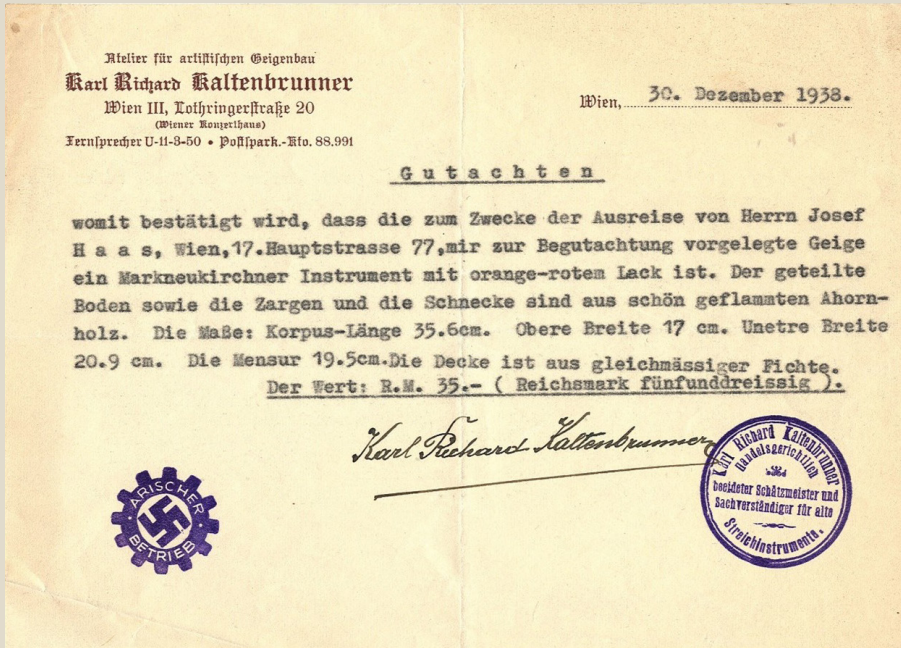 Atelier für artistischen Geigenbau
Karl Richard Kaltenbrunner
Wien III, Lothringerstraße 20
(Wiener Konzerthaus)
Fernsprecher U-11-3-50 • Postspark.-Kto. 88.991
Wien, 30. Dezember 1938.
Gutachten
womit bestätigt wird, dass die zum Zwecke der Ausreise von Herrn Josef
H a a s, Wien,17.Hauptstrasse 77,mir zur Begutachtung vorgelegte Geige
ein Markneukirchner Instrument mit orange-rotem Lack ist. Der geteilte
Boden sowie die Zargen und die Schnecke sind aus schön geflammten Ahorn-
holz. Die Maße: Korpus-Länge 35.6cm. Obere Breite 17 cm. Unetre Breite
20.9 cm. Die Mensur 19.5cm.Die Decke ist aus gleichmässiger Fichte.
Der Wert: R.M. 35.- ( Reichsmark fünfunddreissig ).
Karl Richard Kaltenbrunner
Karl Richard Kaltenbrunner
Handelsgerichtlich
beeideter Schätzmeister und
Sachverständiger für alte
Streichinstrumente.
ARISCHER
BETRIEB